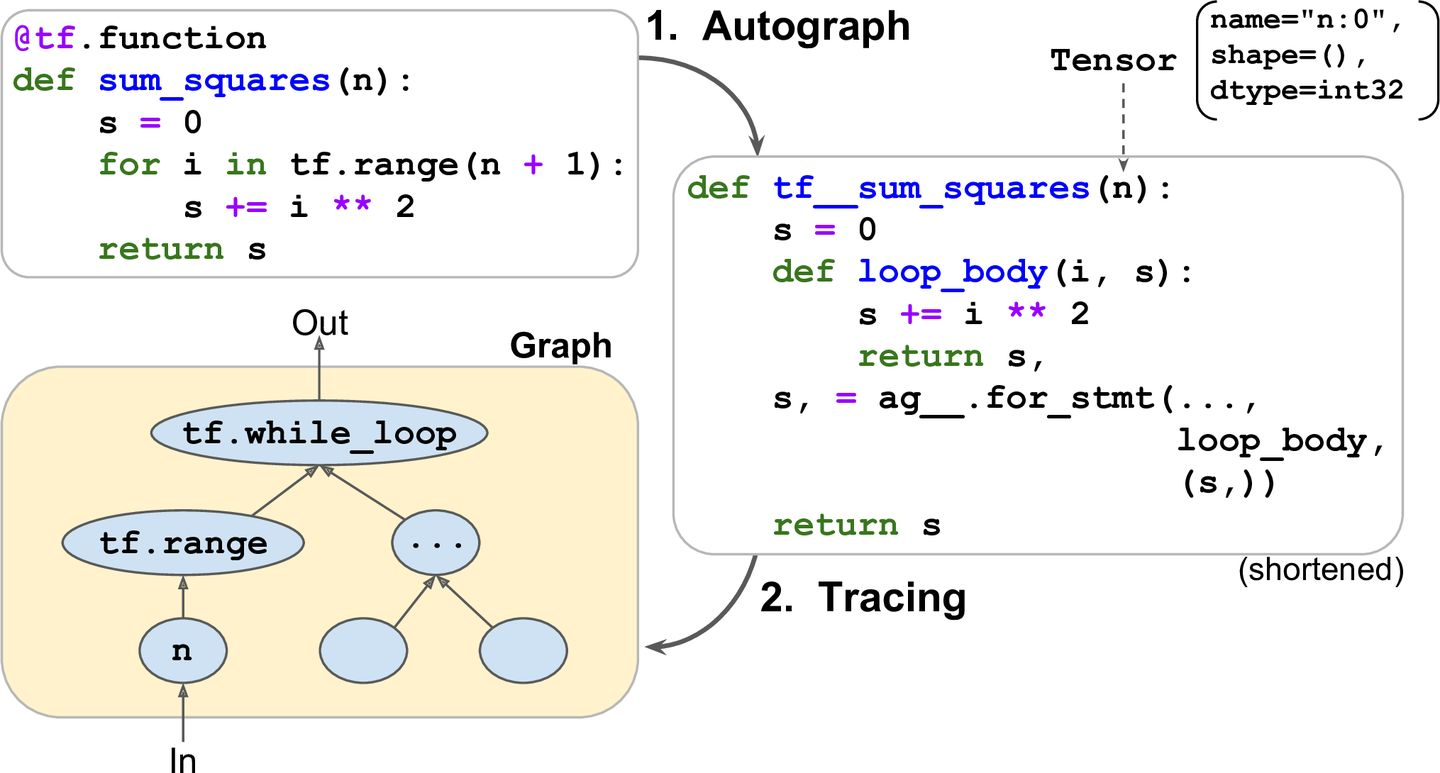 @tf.function
def sum_squares(n):
    s = 0
    for i in tf.range(n + 1):
        s += i ** 2
    return s
1. Autograph
Tensor
name="n:0",
shape=(),
dtype=int32
def tf__sum_squares(n):
    s = 0
    def loop_body(i, s):
        s += i ** 2
        return s,
    s, = ag__.for_stmt(...,
                       loop_body,
                       (s,))
    return s
(shortened)
2. Tracing
Out
Graph
tf.while_loop
tf.range
...
n
In